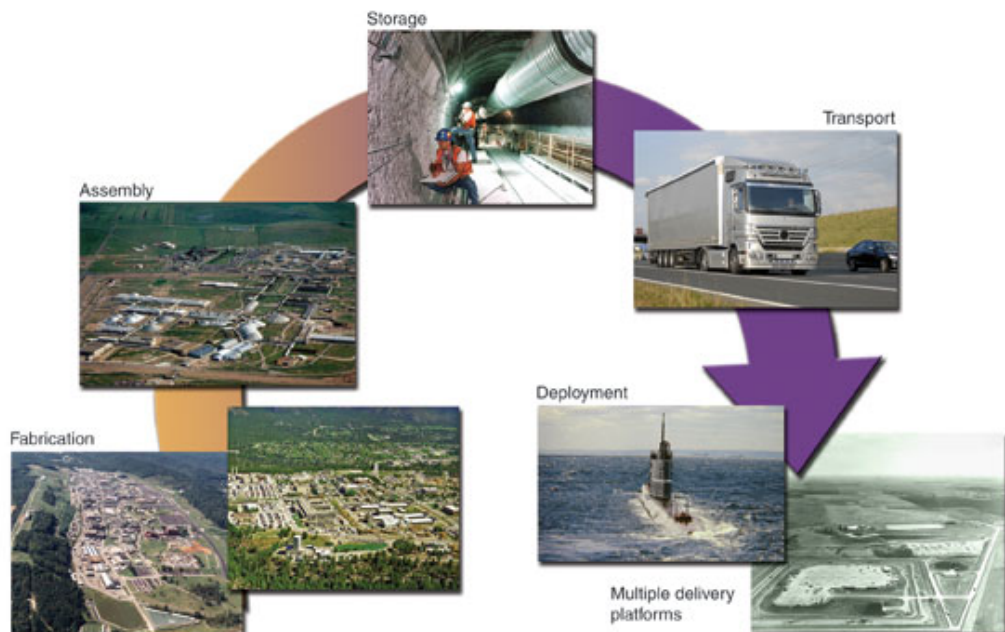 Storage
Transport
Assembly
Deployment
Fabrication
Multiple delivery
platforms